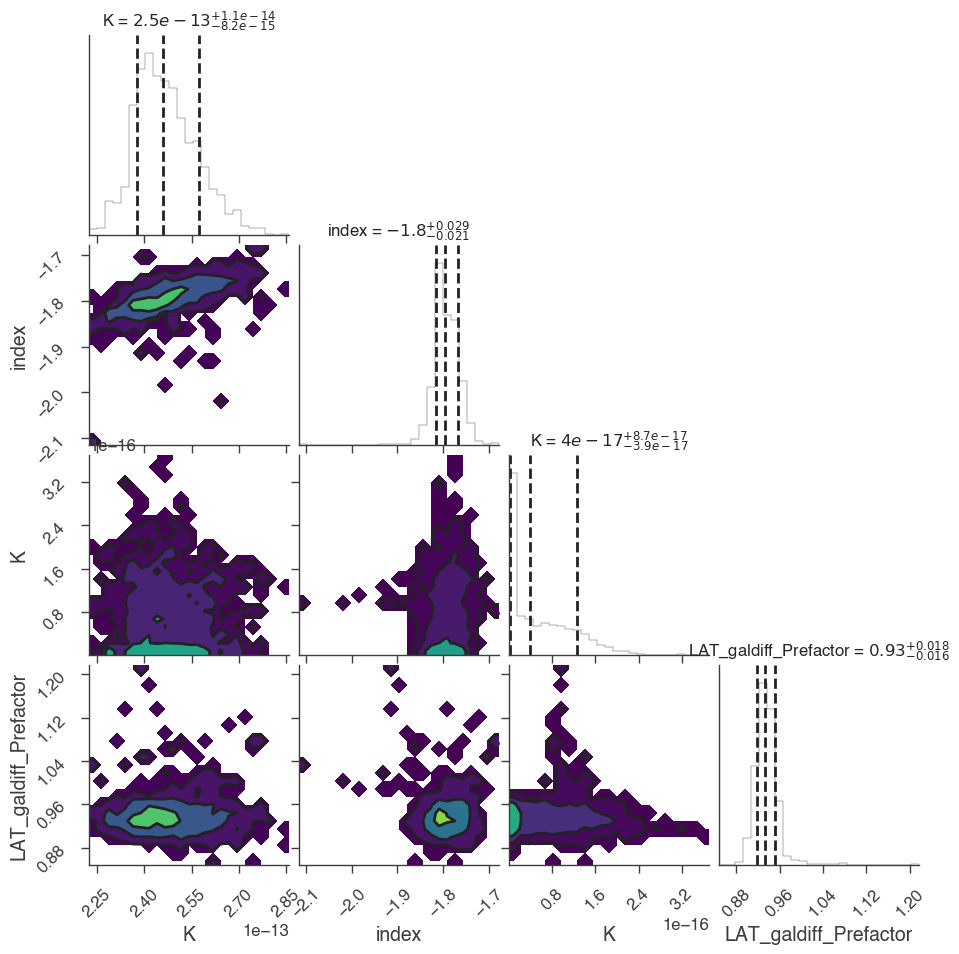 K = 2.5e−13 +1.1e−14 −8.2e−15
index = −1.8 +0.029 −0.021
−1.7
−1.8
−1.9
−2.0
−2.1
index
K = 4e−17 +8.7e−17 −3.9e−17
3.2
2.4
1.6
0.8
K
LAT_galdiff_Prefactor = 0.93 +0.018 −0.016
1.20
1.12
1.04
0.96
0.88
LAT_galdiff_Prefactor
2.25 2.40 2.55 2.70 2.85 −2.1 −2.0 −1.9 −1.8 −1.7 0.8 1.6 2.4 3.2 0.88 0.96 1.04 1.12 1.20
1e−13 1e−16
K index K LAT_galdiff_Prefactor